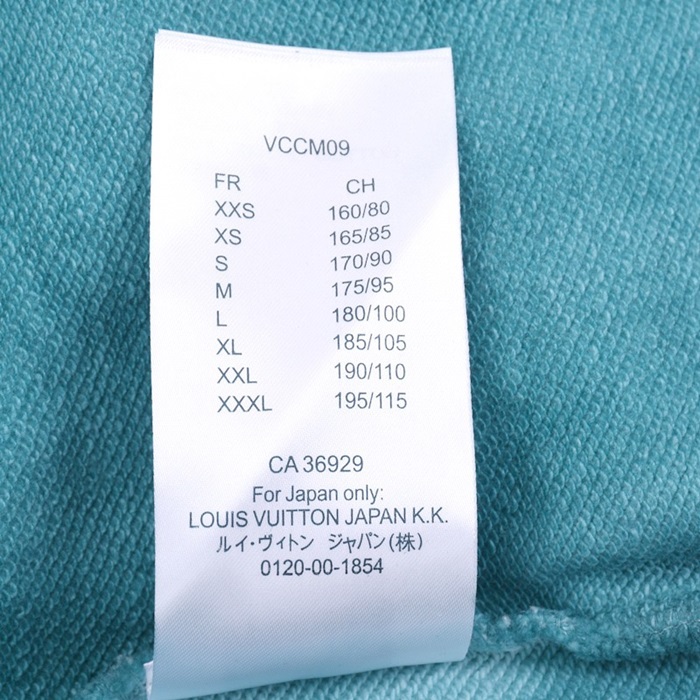 VCCM09
FR CH
XXS 160/80
XS 165/85
S 170/90
M 175/95
L 180/100
XL 185/105
XXL 190/110
XXXL 195/115
CA 36929
For Japan only:
LOUIS VUITTON JAPAN K.K.
ルイ・ヴィトン ジャパン(株)
0120-00-1854